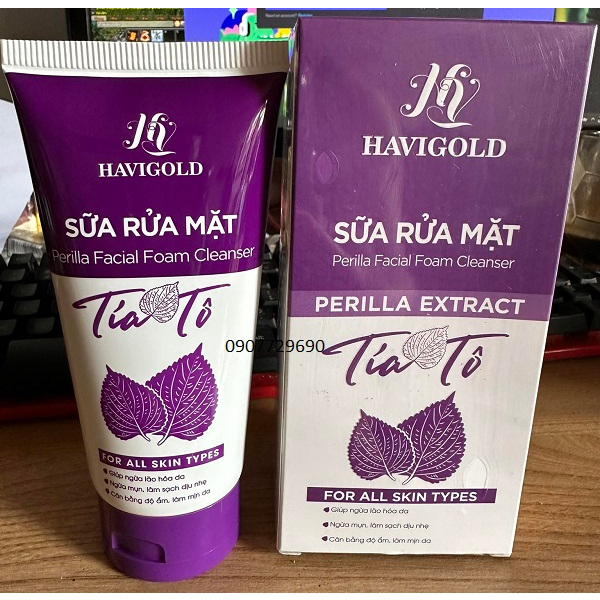 HAVIGOLD
SỮA RỬA MẶT
Perilla Facial Foam Cleanser
Tía Tô
FOR ALL SKIN TYPES
Giúp ngừa lão hóa da
Ngừa mụn, làm sạch dịu nhẹ
Cân bằng độ ẩm, làm mịn da
0907729690
HAVIGOLD
SỮA RỬA MẶT
Perilla Facial Foam Cleanser
PERILLA EXTRACT
Tía Tô
FOR ALL SKIN TYPES
Giúp ngừa lão hóa da
Ngừa mụn, làm sạch dịu nhẹ
Cân bằng độ ẩm, làm mịn da